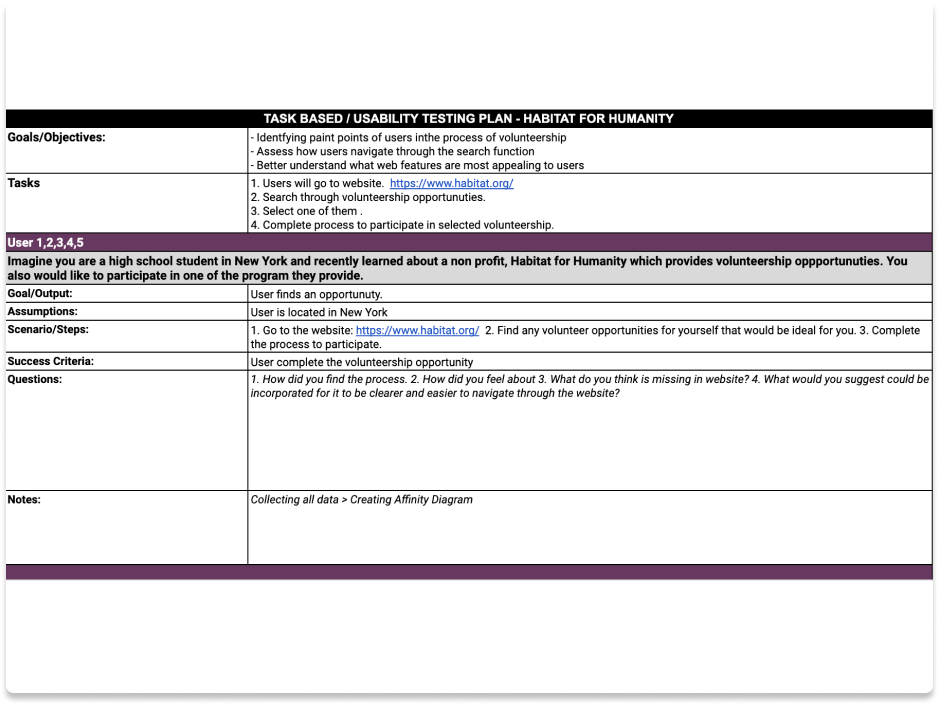 TASK BASED / USABILITY TESTING PLAN - HABITAT FOR HUMANITY
Goals/Objectives:
- Identfying paint points of users inthe process of volunteership
- Assess how users navigate through the search function
- Better understand what web features are most appealing to users
Tasks
1. Users will go to website. https://www.habitat.org/
2. Search through volunteership opportunuties.
3. Select one of them .
4. Complete process to participate in selected volunteership.
User 1,2,3,4,5
Imagine you are a high school student in New York and recently learned about a non profit, Habitat for Humanity which provides volunteership oppportunuties. You
also would like to participate in one of the program they provide.
Goal/Output:
User finds an opportunuty.
Assumptions:
User is located in New York
Scenario/Steps:
1. Go to the website: https://www.habitat.org/ 2. Find any volunteer opportunities for yourself that would be ideal for you. 3. Complete
the process to participate.
Success Criteria:
User complete the volunteership opportunity
Questions:
1. How did you find the process. 2. How did you feel about 3. What do you think is missing in website? 4. What would you suggest could be
incorporated for it to be clearer and easier to navigate through the website?
Notes:
Collecting all data > Creating Affinity Diagram